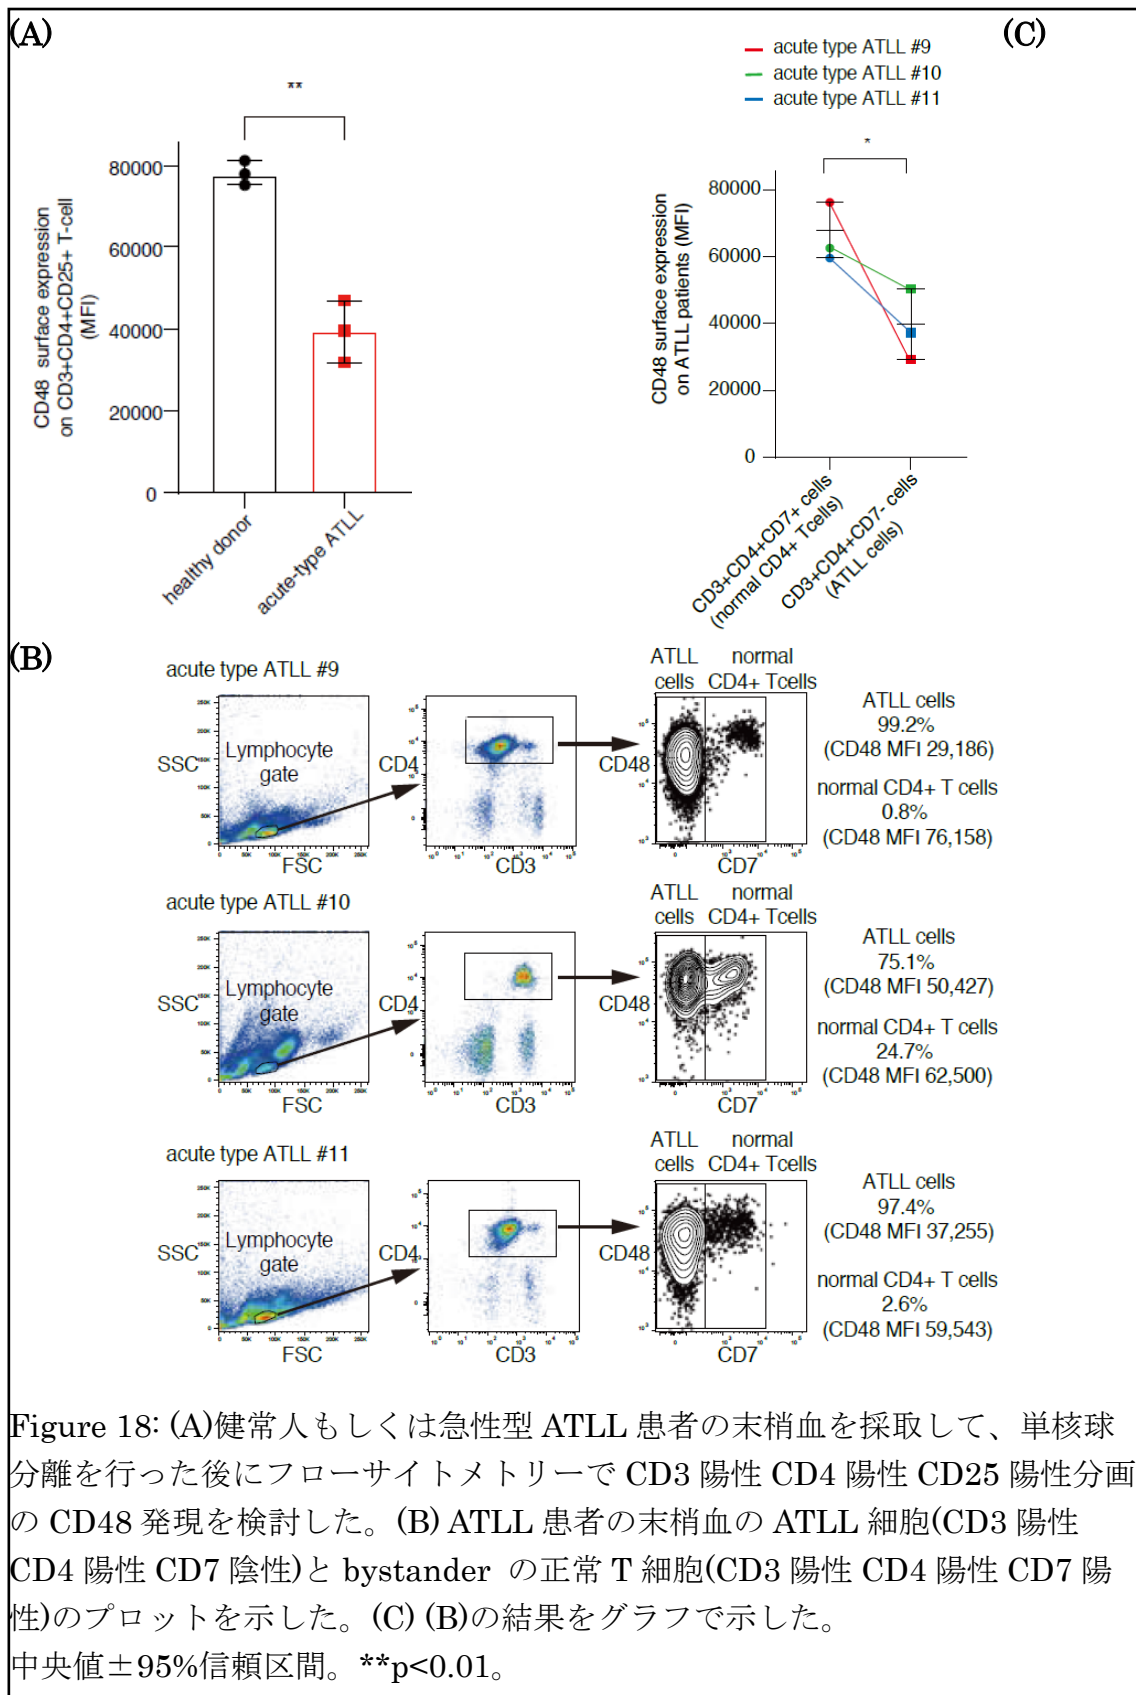 (A)
**
80000
60000
40000
20000
0
CD48 surface expression
on CD3+CD4+CD25+ T-cell
(MFI)
healthy donor
acute-type ATLL
(C)
acute type ATLL #9
acute type ATLL #10
acute type ATLL #11
*
80000
60000
40000
20000
0
CD48 surface expression
on ATLL patients (MFI)
CD3+CD4+CD7+ cells
(normal CD4+ Tcells)
CD3+CD4+CD7- cells
(ATLL cells)
(B)
acute type ATLL #9
SSC
Lymphocyte
gate
FSC
CD4
CD3
ATLL
cells
normal
CD4+ Tcells
CD48
CD7
ATLL cells
99.2%
(CD48 MFI 29,186)
normal CD4+ T cells
0.8%
(CD48 MFI 76,158)
acute type ATLL #10
SSC
Lymphocyte
gate
FSC
CD4
CD3
ATLL
cells
normal
CD4+ Tcells
CD48
CD7
ATLL cells
75.1%
(CD48 MFI 50,427)
normal CD4+ T cells
24.7%
(CD48 MFI 62,500)
acute type ATLL #11
SSC
Lymphocyte
gate
FSC
CD4
CD3
ATLL
cells
normal
CD4+ Tcells
CD48
CD7
ATLL cells
97.4%
(CD48 MFI 37,255)
normal CD4+ T cells
2.6%
(CD48 MFI 59,543)
Figure 18: (A)健常人もしくは急性型 ATLL 患者の末梢血を採取して、単核球
分離を行った後にフローサイトメトリーで CD3 陽性 CD4 陽性 CD25 陽性分画
の CD48 発現を検討した。(B) ATLL 患者の末梢血の ATLL 細胞(CD3 陽性
CD4 陽性 CD7 陰性)と bystander の正常 T 細胞(CD3 陽性 CD4 陽性 CD7 陽
性)のプロットを示した。(C) (B)の結果をグラフで示した。
中央値±95%信頼区間。**p<0.01。